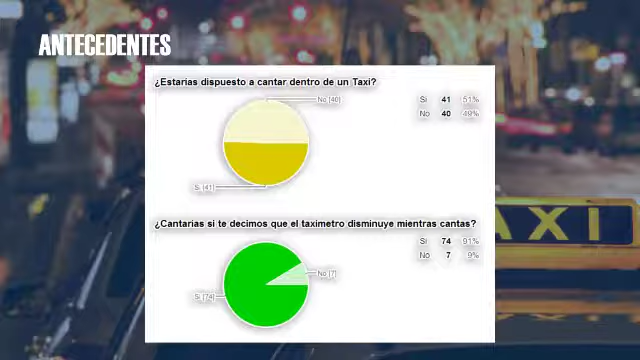 ANTECEDENTES
¿Estarias dispuesto a cantar dentro de un Taxi?
No [40]
Si 41 51%
No 40 49%
Si [41]
¿Cantarias si te decimos que el taximetro disminuye mientras cantas?
Si 74 91%
No 7 9%
No [7]
Si [74]
AXI